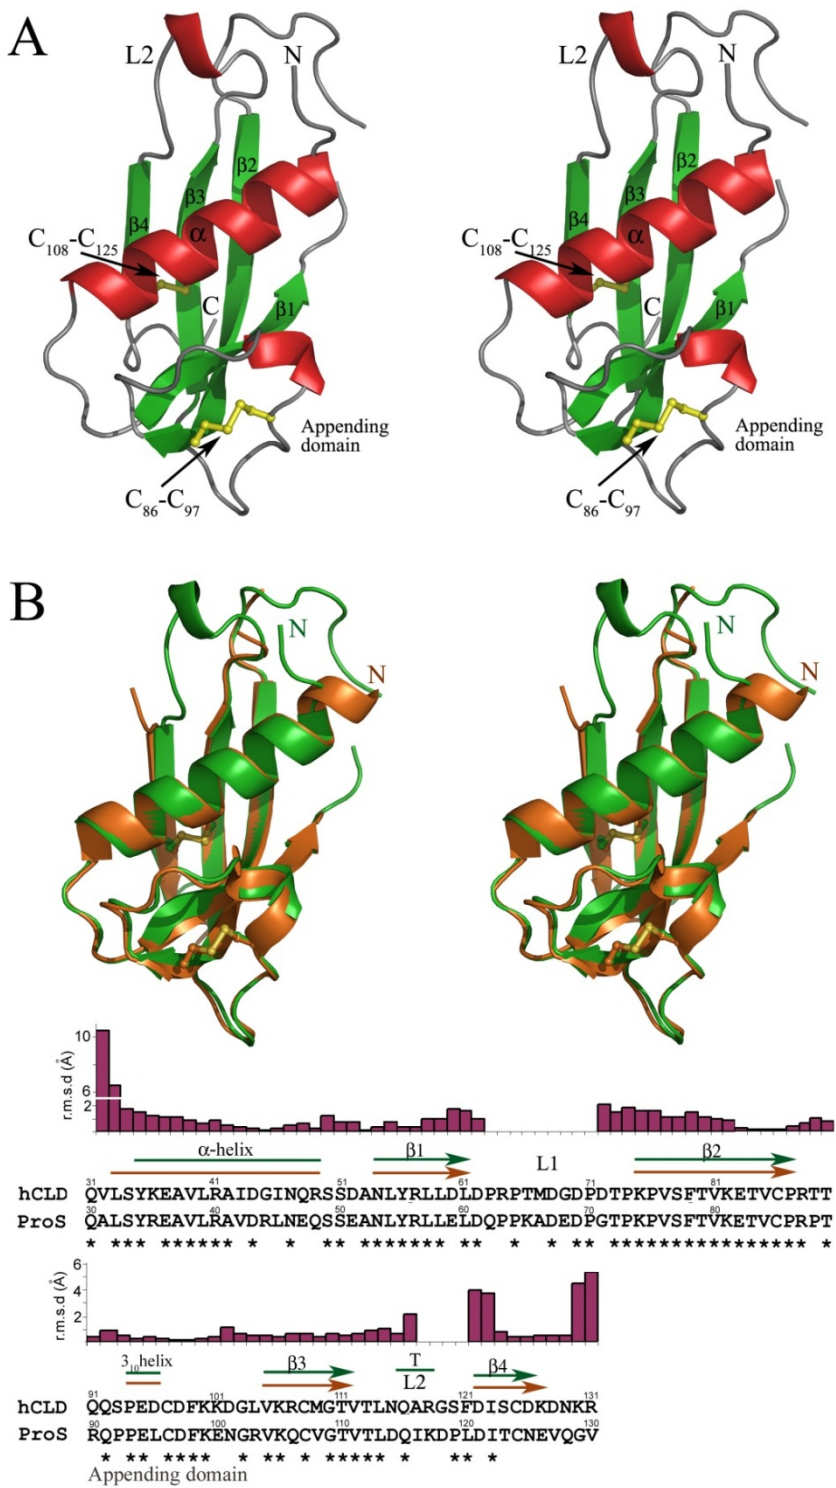 A
L2
N
L2
N
β2
β2
β3
β3
β4
β4
α
α
C108-C125
C108-C125
C
C
β1
β1
Appending
domain
Appending
domain
C86-C97
C86-C97
B
N
N
N
N
r.m.s.d (Å)
10
6
2
α-helix
β1
L1
β2
31 41 51 61 71 81
hCLD QVLSYKEAVLRAIDGINQRSSDANLYRLLDLDPRPTMDGDPDTPKPVSFTVKETVCPRTT
30 40 50 60 70 80
ProS QALSYREAVLRAVDRLNEQSSEANLYRLLELDQPPKADEDPGTPKPVSFTVKETVCPRPT
* *** ****** *  *  ** ******* **  *  * ** **************** *
r.m.s.d (Å)
6
4
2
3₁₀helix
β3
T
L2
β4
91 101 111 121 131
hCLD QQSPEDCDFKKDGLVKRCMGTVTLNQARGSFDISCDKDNKR
90 100 110 120 130
ProS RQPPELCDFKENGRVKQCVGTVTLDQIKDPLDITCNEVQGV
* ** ****  * ** * ***** *     ** *
Appending domain